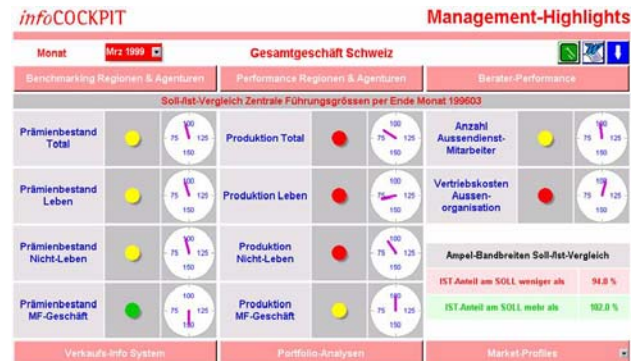 infoCOCKPIT
Management-Highlights
Monat
Mrz 1999
Gesamtgeschäft Schweiz
Benchmarking Regionen & Agenturen
Performance Regionen & Agenturen
Berater-Performance
Soll-/Ist-Vergleich Zentrale Führungsgrössen per Ende Monat 199603
Prämienbestand
Total
100
75 125
150
Produktion Total
100
75 125
150
Anzahl
Aussendienst-
Mitarbeiter
100
75 125
150
Prämienbestand
Leben
100
75 125
150
Produktion Leben
100
75 125
150
Vertriebskosten
Aussen-
organisation
100
75 125
150
Prämienbestand
Nicht-Leben
100
75 125
150
Produktion
Nicht-Leben
100
75 125
150
Ampel-Bandbreiten Soll-/Ist-Vergleich
IST-Anteil am SOLL weniger als 94.0 %
IST-Anteil am SOLL mehr als 102.0 %
Prämienbestand
MF-Geschäft
100
75 125
150
Produktion
MF-Geschäft
100
75 125
150
Verkaufs-Info System
Portfolio-Analysen
Market-Profiles